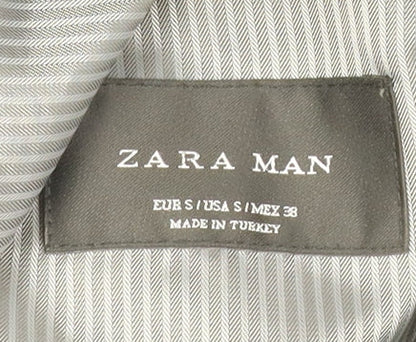 ZARA MAN
EUR S / USA S / MEX 38
MADE IN TURKEY